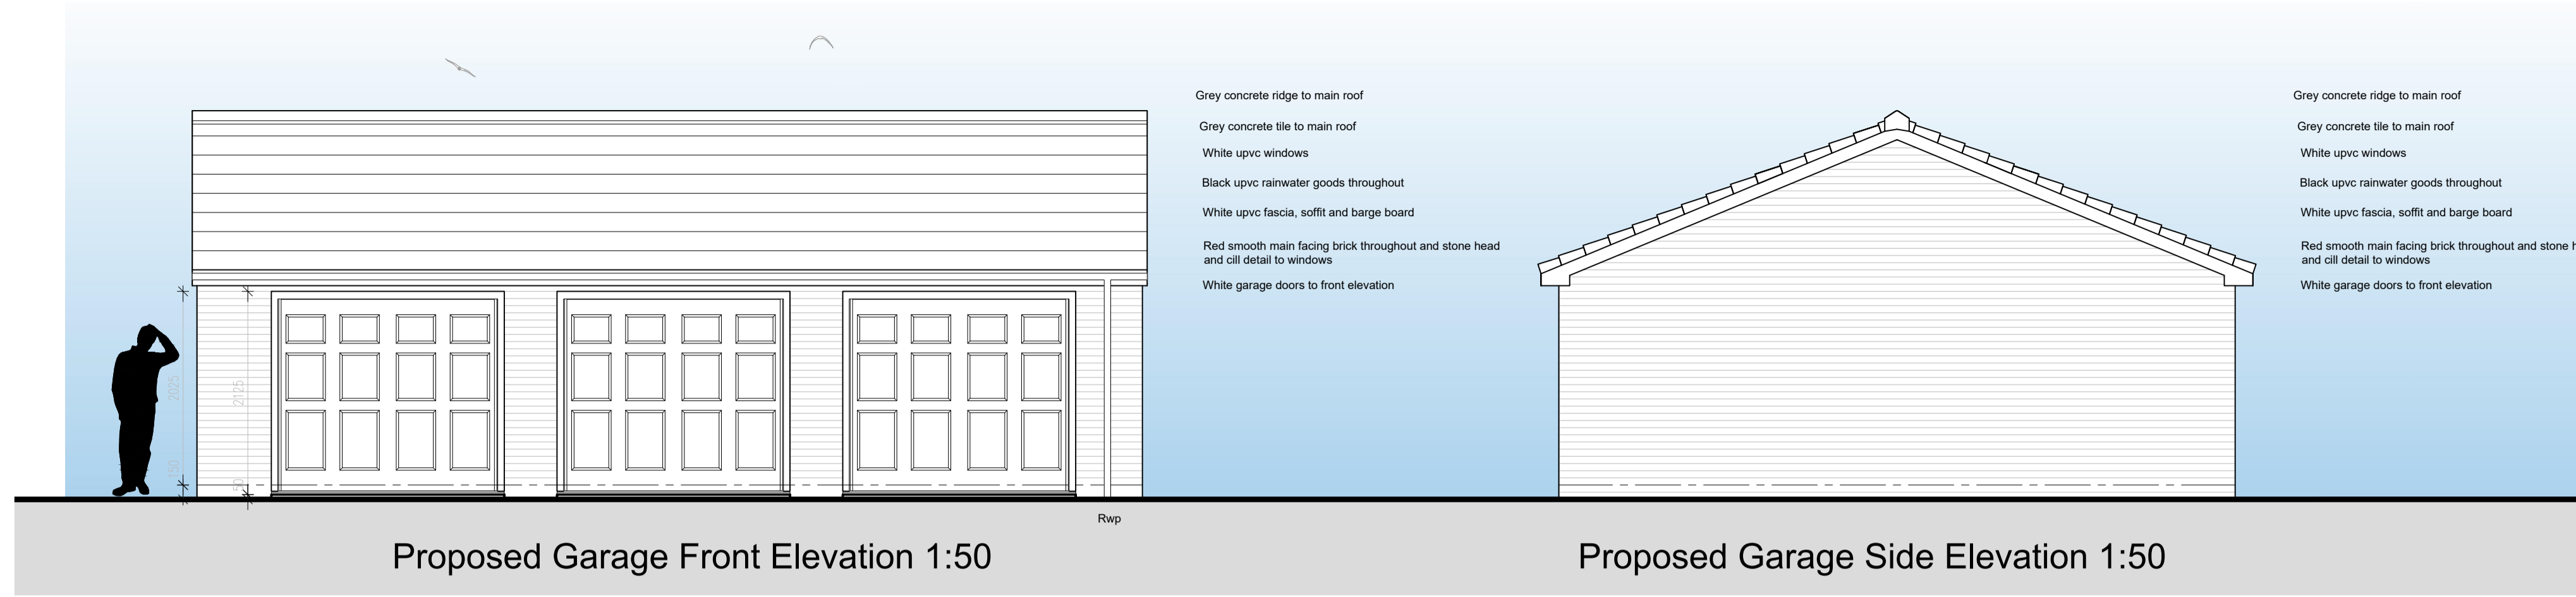 Grey concrete ridge to main roof
Grey concrete tile to main roof
White upvc windows
Black upvc rainwater goods throughout
White upvc fascia, soffit and barge board
Red smooth main facing brick throughout and stone head
and cill detail to windows
White garage doors to front elevation
2025
150
2125
50
Rwp
Proposed Garage Front Elevation 1:50
Grey concrete ridge to main roof
Grey concrete tile to main roof
White upvc windows
Black upvc rainwater goods throughout
White upvc fascia, soffit and barge board
Red smooth main facing brick throughout and stone
and cill detail to windows
White garage doors to front elevation
Proposed Garage Side Elevation 1:50